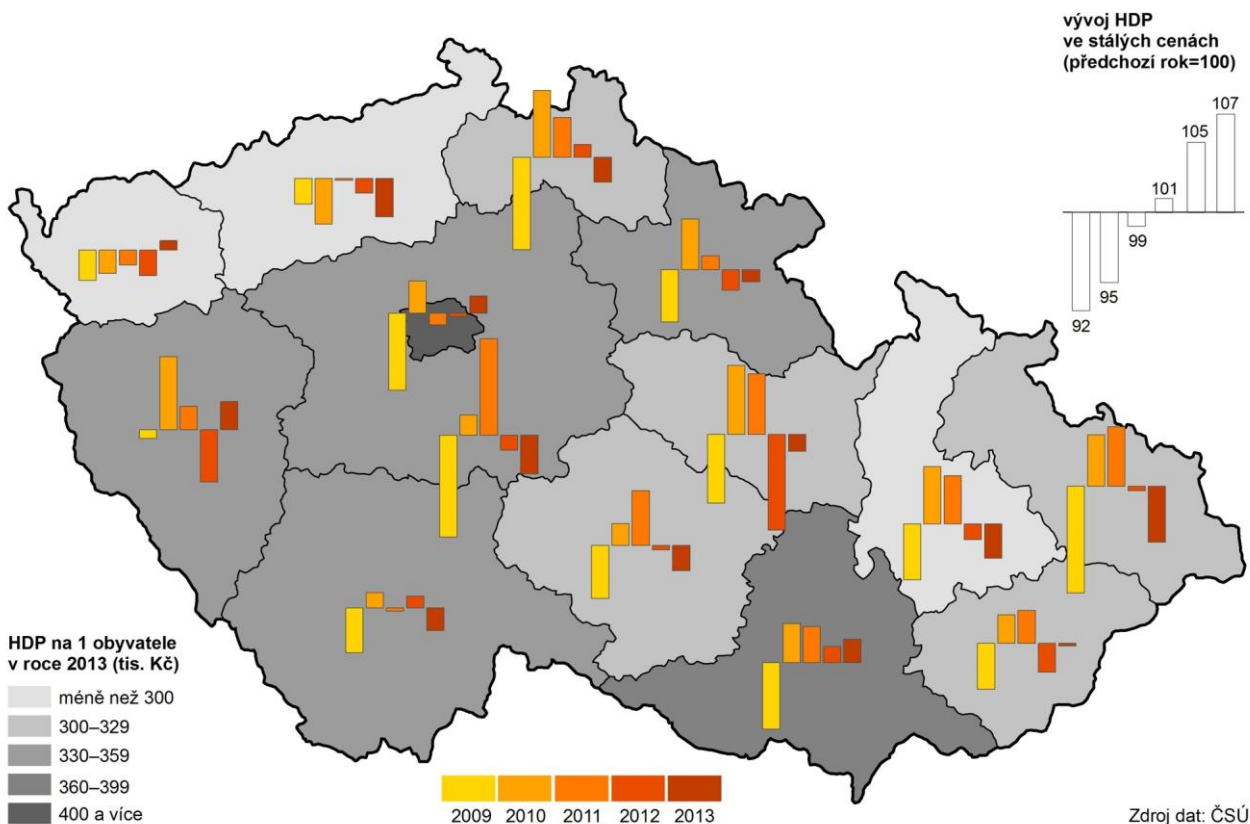 vývoj HDP
ve stálých cenách
(předchozí rok=100)
107
105
101
99
95
92
HDP na 1 obyvatele
v roce 2013 (tis. Kč)
méně než 300
300–329
330–359
360–399
400 a více
2009 2010 2011 2012 2013
Zdroj dat: ČSÚ